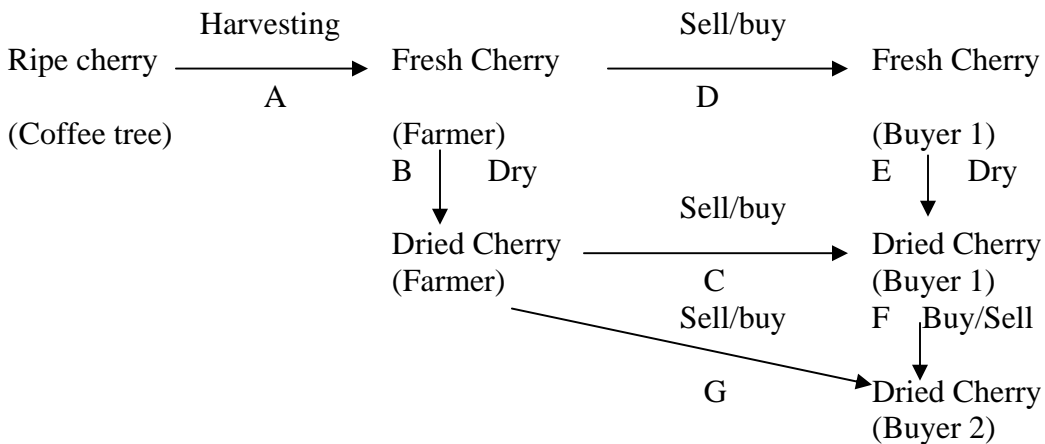 Harvesting Sell/buy
Ripe cherry Fresh Cherry Fresh Cherry
A D
(Coffee tree) (Farmer) (Buyer 1)
B Dry E Dry
Sell/buy
Dried Cherry Dried Cherry
(Farmer) C (Buyer 1)
Sell/buy F Buy/Sell
G Dried Cherry
(Buyer 2)